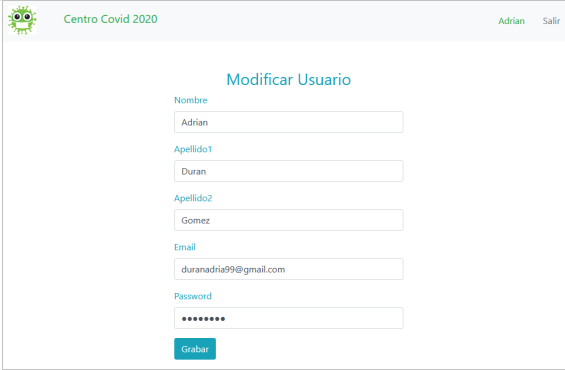 Centro Covid 2020 Adrian Salir
Modificar Usuario
Nombre
Adrian
Apellido1
Duran
Apellido2
Gomez
Email
duranadria99@gmail.com
Password
●●●●●●●●
Grabar